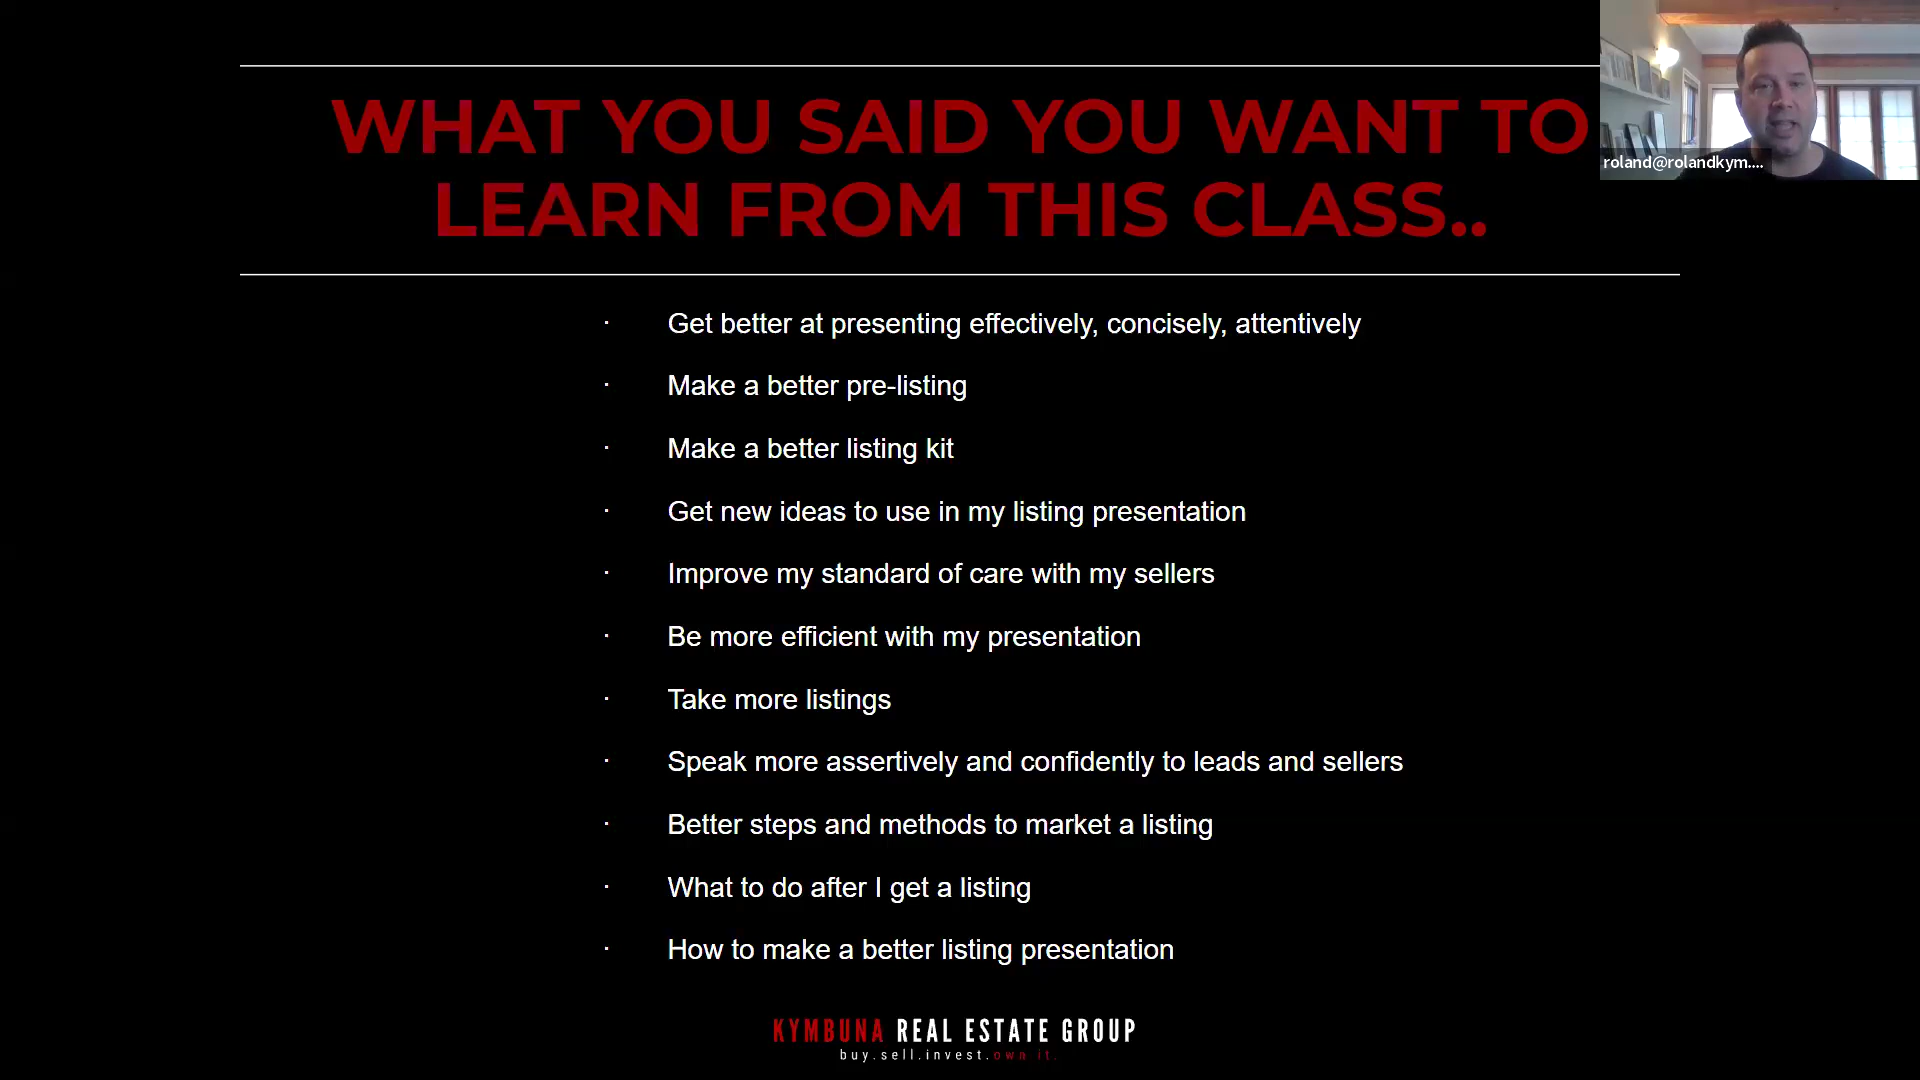 WHAT YOU SAID YOU WANT TO
LEARN FROM THIS CLASS..
roland@rolandkym....
· Get better at presenting effectively, concisely, attentively
· Make a better pre-listing
· Make a better listing kit
· Get new ideas to use in my listing presentation
· Improve my standard of care with my sellers
· Be more efficient with my presentation
· Take more listings
· Speak more assertively and confidently to leads and sellers
· Better steps and methods to market a listing
· What to do after I get a listing
· How to make a better listing presentation
KYMBUNA REAL ESTATE GROUP
buy.sell.invest.own it.